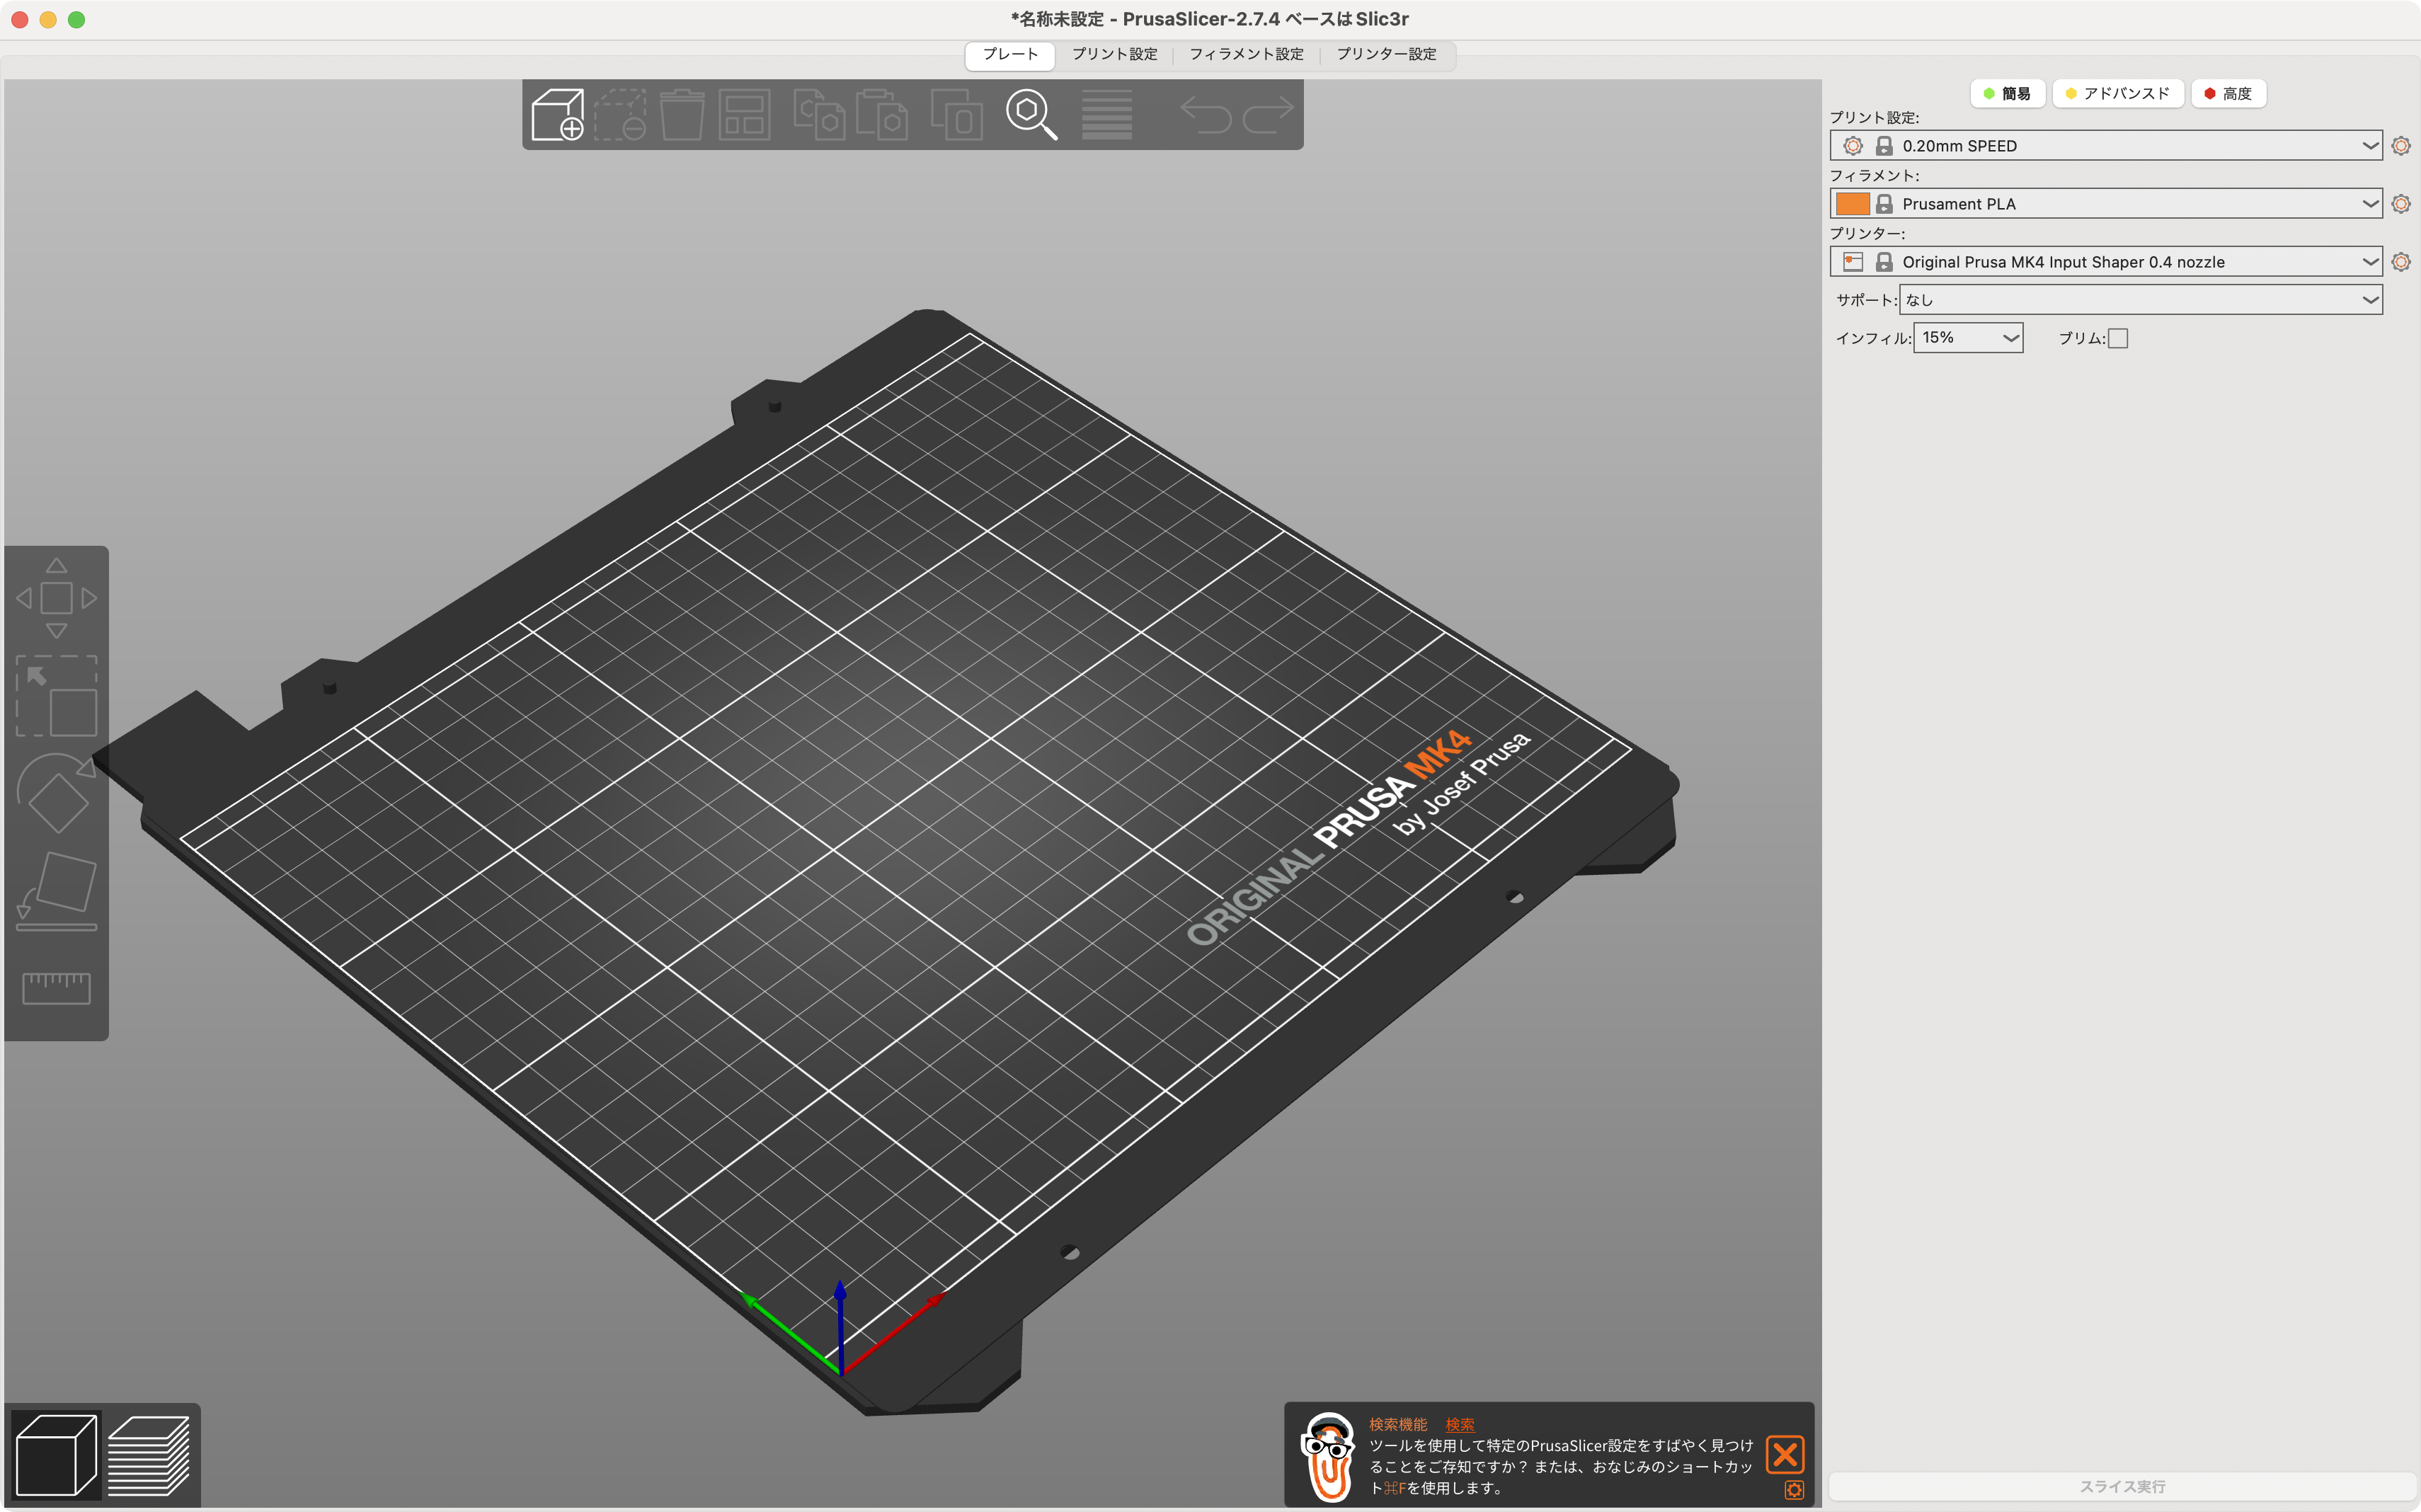 *名称未設定 - PrusaSlicer-2.7.4 ベースは Slic3r
プレート プリント設定 フィラメント設定 プリンター設定
簡易 アドバンスド 高度
プリント設定:
0.20mm SPEED
フィラメント:
Prusament PLA
プリンター:
Original Prusa MK4 Input Shaper 0.4 nozzle
サポート: なし
インフィル: 15% ブリム:
ORIGINAL PRUSA MK4
by Josef Prusa
検索機能 検索
ツールを使用して特定のPrusaSlicer設定をすばやく見つけ
ることをご存知ですか？ または、おなじみのショートカッ
ト⌘Fを使用します。
スライス実行